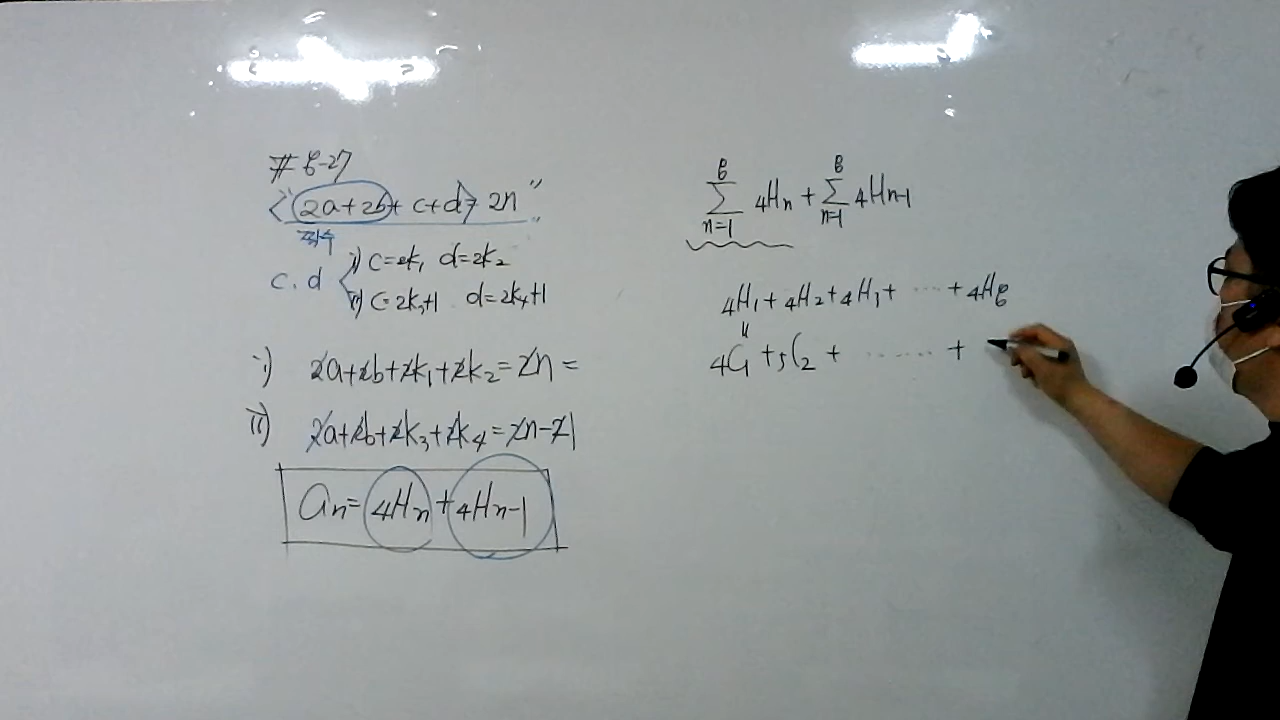 # 8-27
"2a+2b+c+d=2n"
짝수
c, d
i) c=2k₁ d=2k₂
ii) c=2k₃+1 d=2k₄+1
i) 2a+2b+2k₁+2k₂=2n=
ii) 2a+2b+2k₃+2k₄=2n-2 1
aₙ=₄Hₙ+₄Hₙ₋₁
8 Σ n=1 ₄Hₙ + 8 Σ n=1 ₄Hₙ₋₁
₄H₁+₄H₂+₄H₃+ ····· +₄H₈
₄C₁+₅C₂+ ······ +